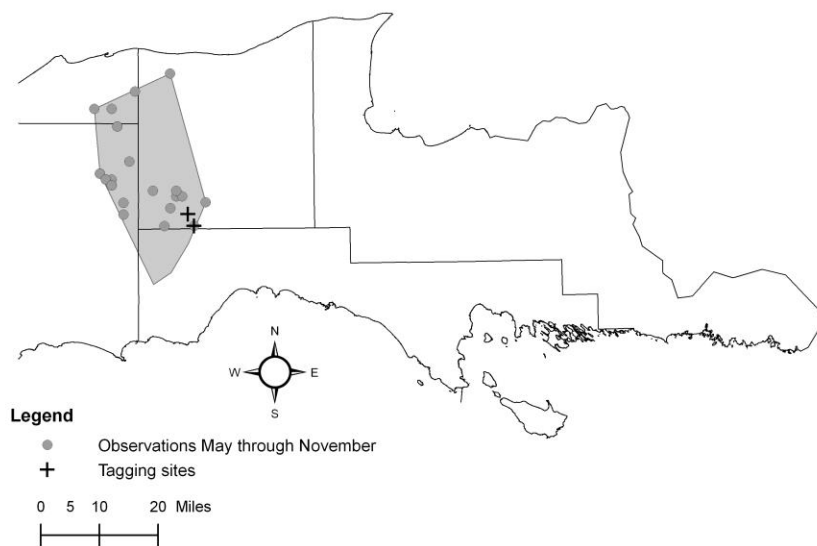 N
W E
S
Legend
Observations May through November
Tagging sites
0 5 10 20 Miles